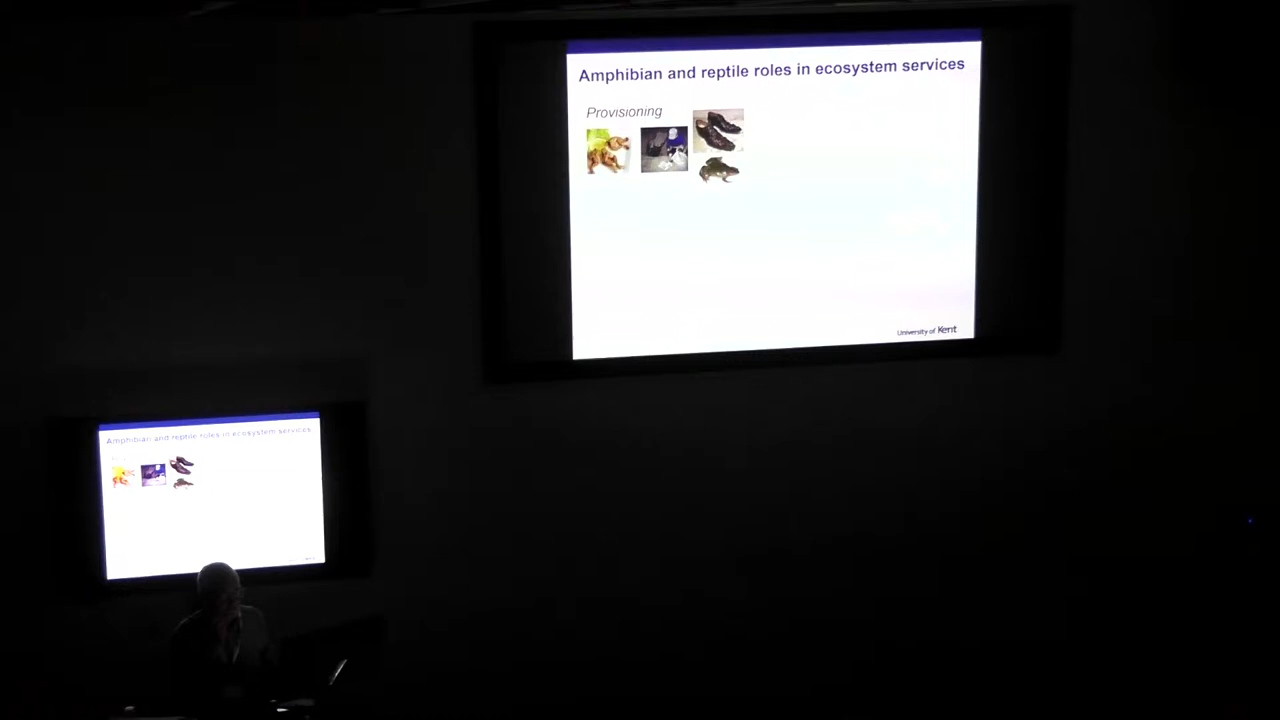 Amphibian and reptile roles in ecosystem services
Provisioning
University of Kent
Amphibian and reptile roles in ecosystem services